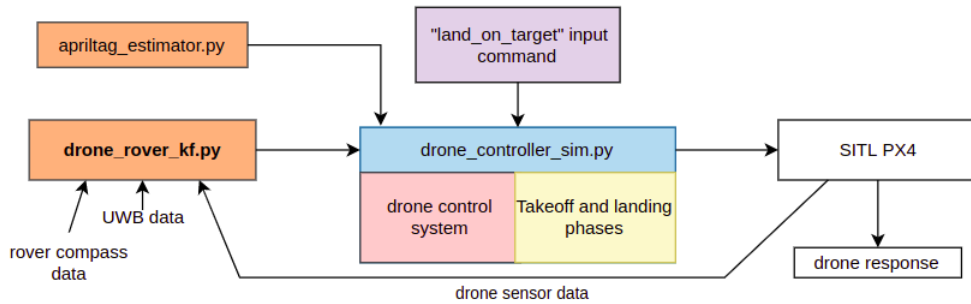 apriltag_estimator.py
"land_on_target" input
command
drone_rover_kf.py
drone_controller_sim.py
SITL PX4
drone control
system
Takeoff and landing
phases
UWB data
rover compass
data
drone response
drone sensor data